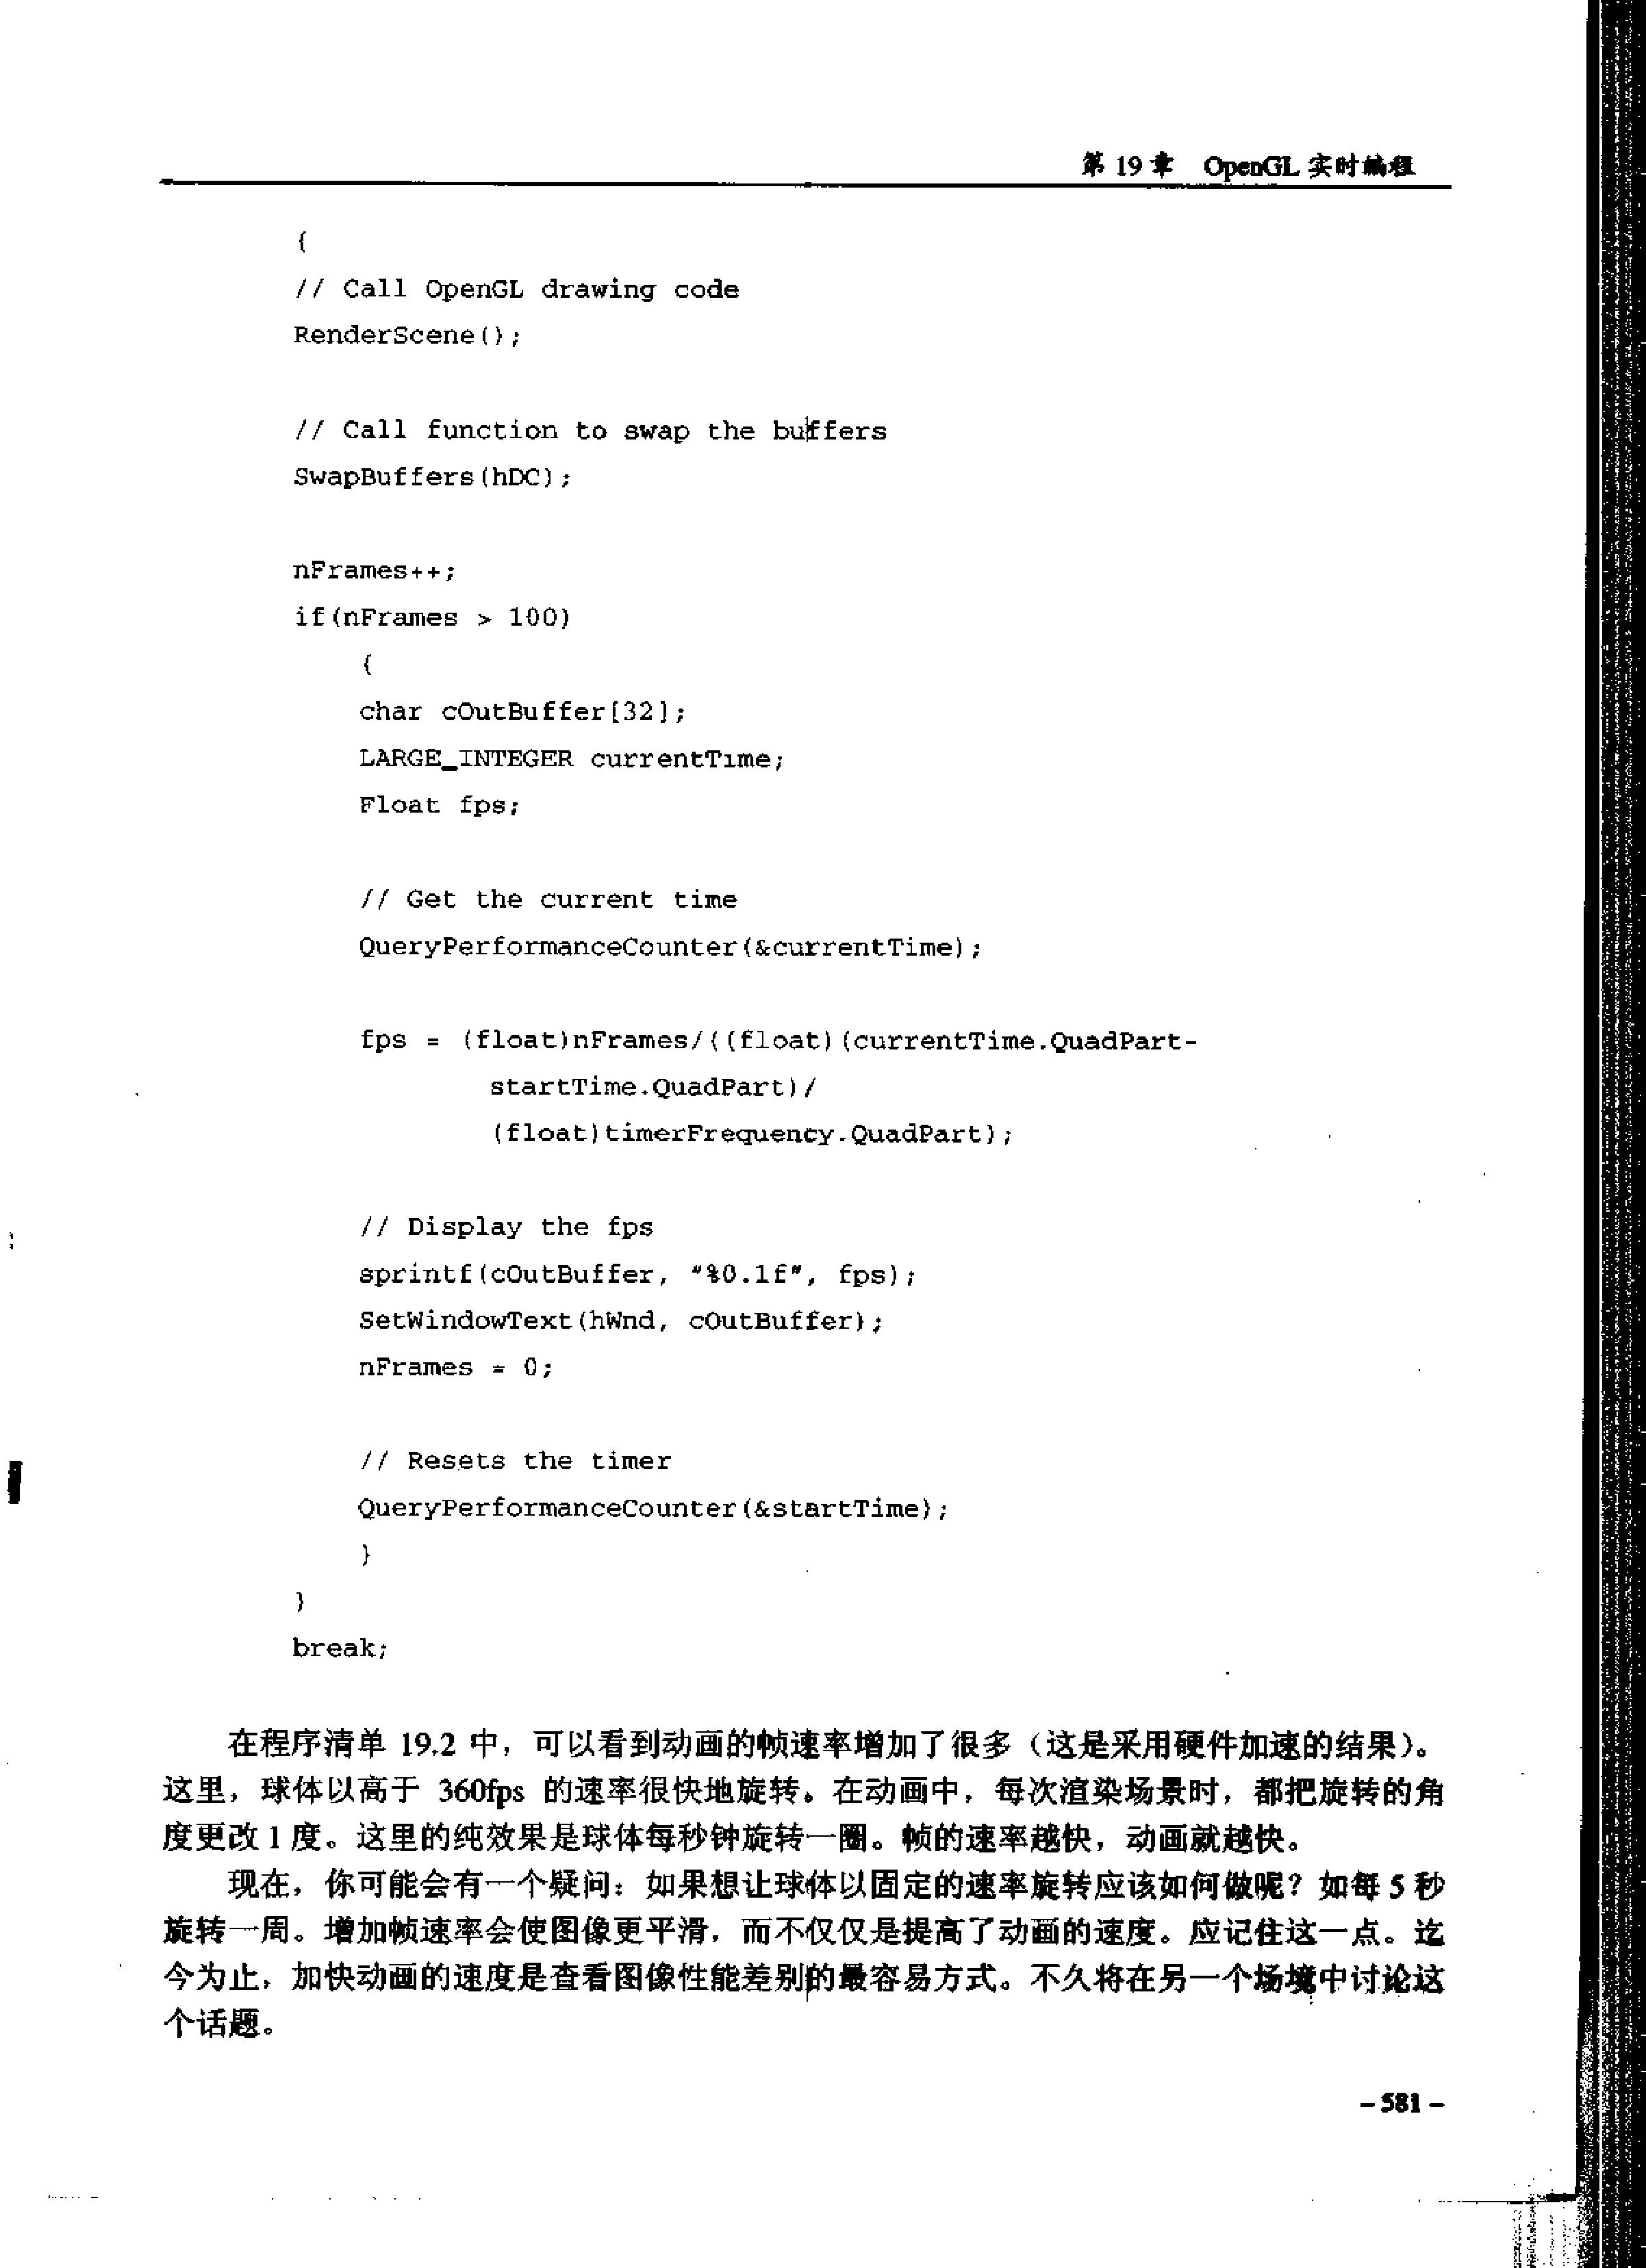 第 19 章 OpenGL 实时编程
{
// Call OpenGL drawing code
RenderScene();
// Call function to swap the buffers
SwapBuffers(hDC);
nFrames++;
if(nFrames > 100)
{
char cOutBuffer[32];
LARGE_INTEGER currentTime;
Float fps;
// Get the current time
QueryPerformanceCounter(&currentTime);
fps = (float)nFrames/((float)(currentTime.QuadPart-
startTime.QuadPart)/
(float)timerFrequency.QuadPart);
// Display the fps
sprintf(cOutBuffer, "%0.1f", fps);
SetWindowText(hWnd, cOutBuffer);
nFrames = 0;
// Resets the timer
QueryPerformanceCounter(&startTime);
}
}
break;
在程序清单 19.2 中，可以看到动画的帧速率增加了很多（这是采用硬件加速的结果）。
这里，球体以高于 360fps 的速率很快地旋转。在动画中，每次渲染场景时，都把旋转的角
度更改 1 度。这里的纯效果是球体每秒钟旋转一圈。帧的速率越快，动画就越快。
现在，你可能会有一个疑问：如果想让球体以固定的速率旋转应该如何做呢？如每 5 秒
旋转一周。增加帧速率会使图像更平滑，而不仅仅是提高了动画的速度。应记住这一点。迄
今为止，加快动画的速度是查看图像性能差别的最容易方式。不久将在另一个场境中讨论这
个话题。
- 581 -